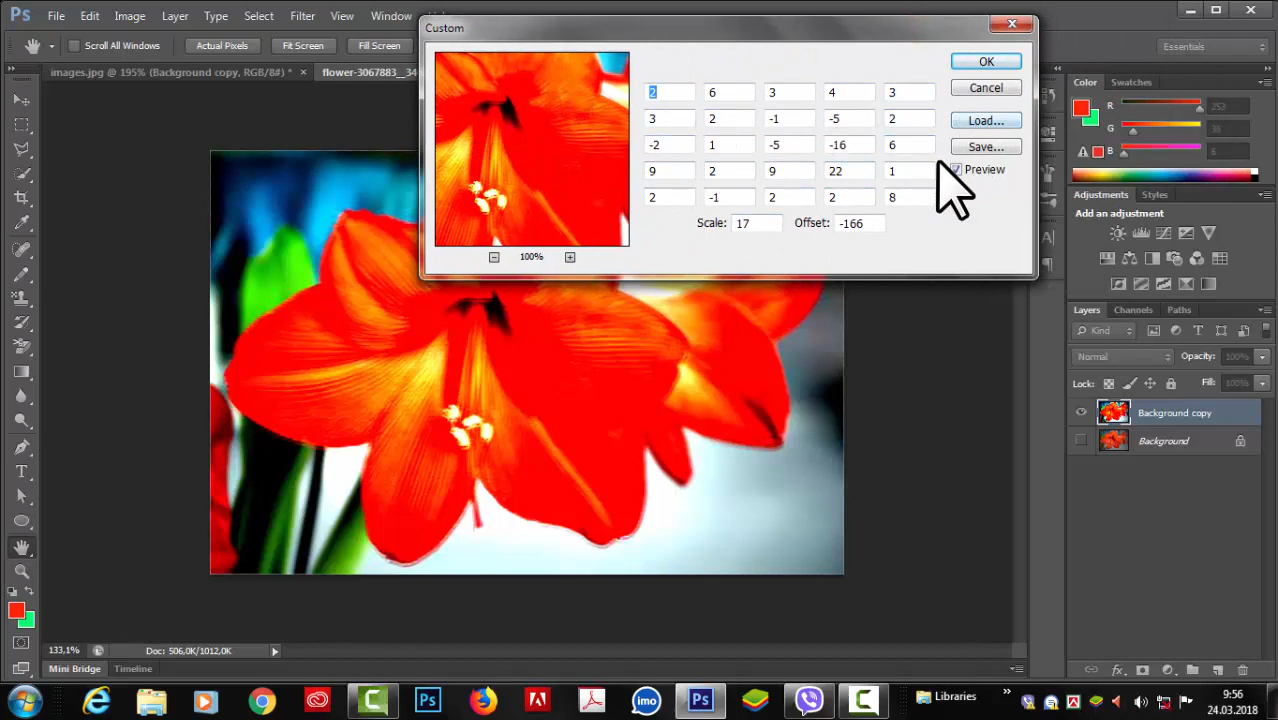 Ps File Edit Image Layer Type Select Filter View Window
Custom
Scroll All Windows Actual Pixels Fit Screen Fill Screen
Essentials
images.jpg @ 195% (Background copy, RGB/8#) * ×
flower-3067883__34
2 6 3 4 3
3 2 -1 -5 2
-2 1 -5 -16 6
9 2 9 22 1
2 -1 2 2 8
Scale: 17 Offset: -166
100%
OK
Cancel
Load...
Save...
Preview
Color Swatches
R
G
B
Adjustments Styles
Add an adjustment
Layers Channels Paths
Kind
Normal Opacity: 100%
Lock: Fill: 100%
Background copy
Background
133,1% Doc: 506,0K/1012,0K
Mini Bridge Timeline
Ps imo Ps
Libraries »
9:56
24.03.2018